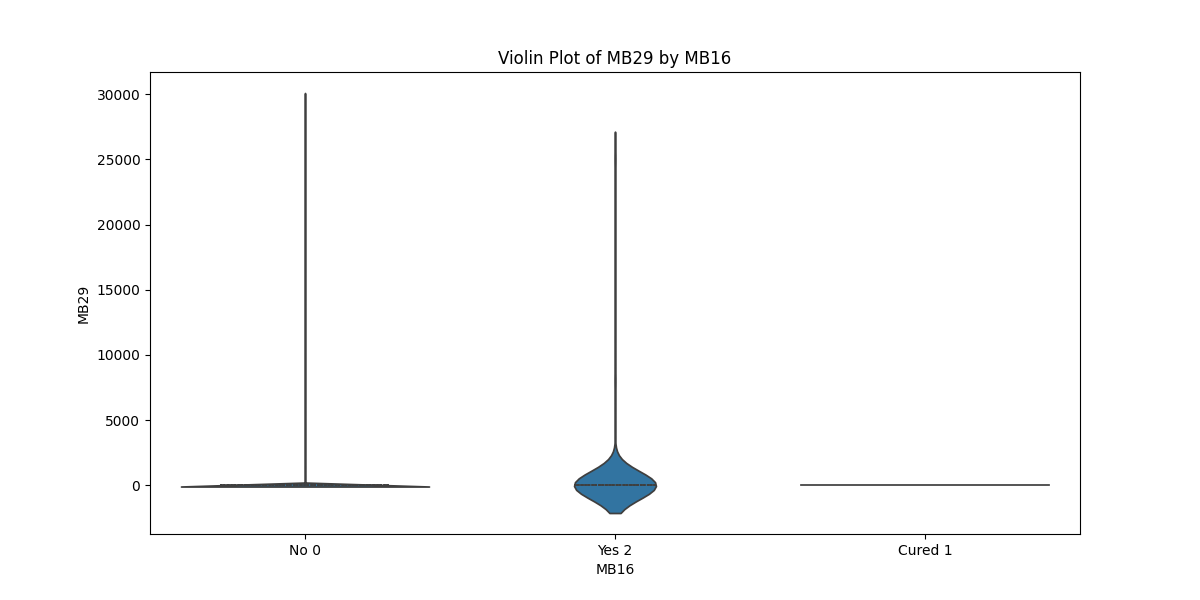 Violin Plot of MB29 by MB16
30000
25000
20000
15000
10000
5000
0
MB29
No 0
Yes 2
Cured 1
MB16